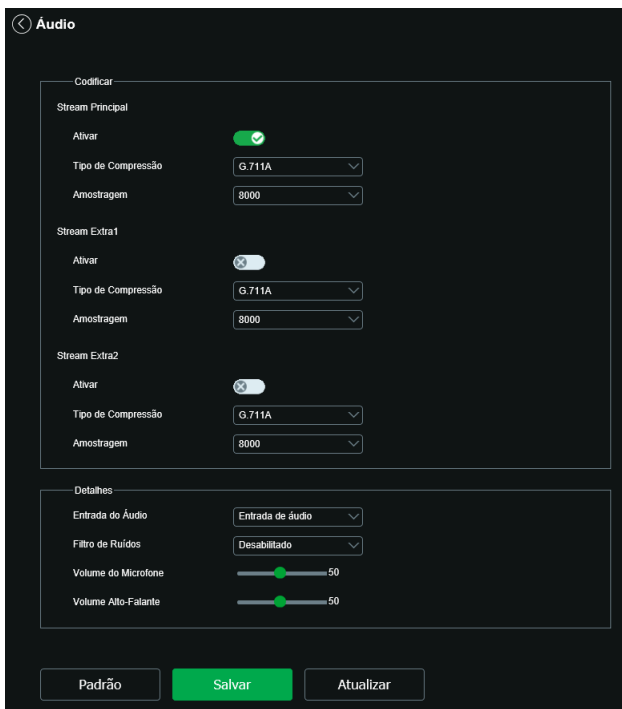 Áudio
Codificar
Stream Principal
Ativar
Tipo de Compressão G.711A
Amostragem 8000
Stream Extra1
Ativar
Tipo de Compressão G.711A
Amostragem 8000
Stream Extra2
Ativar
Tipo de Compressão G.711A
Amostragem 8000
Detalhes
Entrada do Áudio Entrada de áudio
Filtro de Ruídos Desabilitado
Volume do Microfone 50
Volume Alto-Falante 50
Padrão Salvar Atualizar